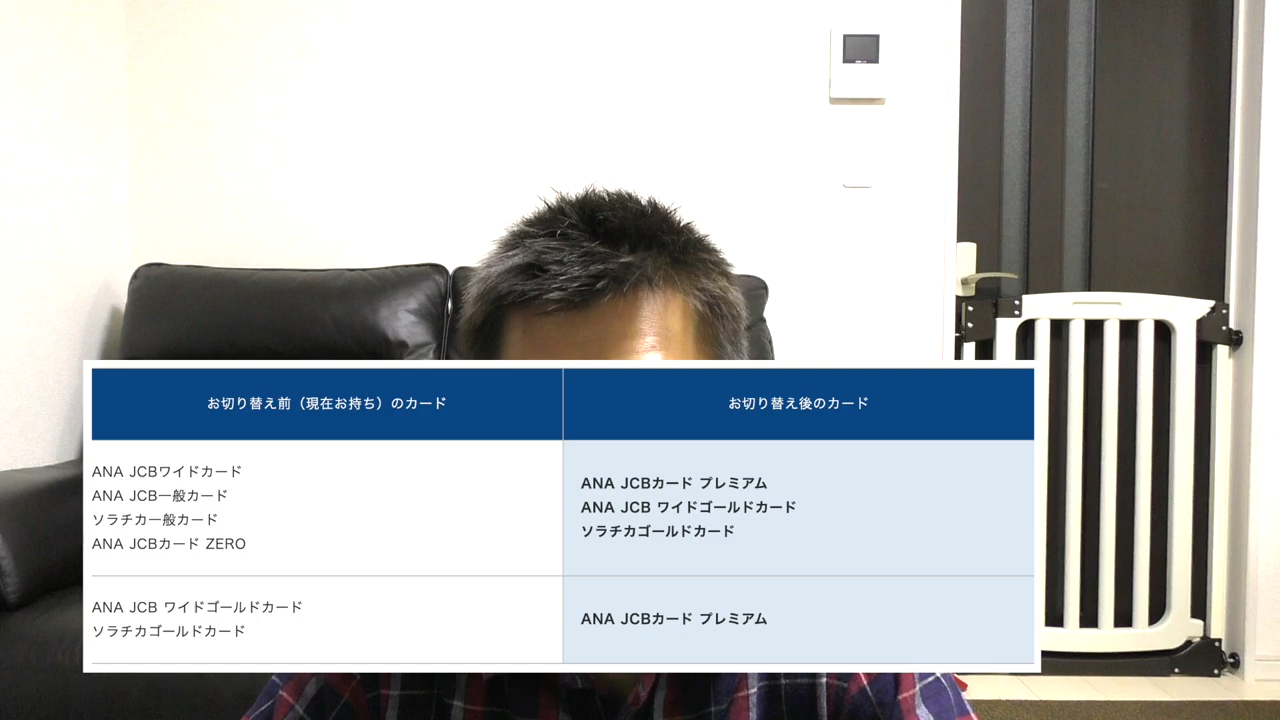 お切り替え前（現在お持ち）のカード
お切り替え後のカード
ANA JCBワイドカード
ANA JCB一般カード
ソラチカ一般カード
ANA JCBカード ZERO
ANA JCBカード プレミアム
ANA JCB ワイドゴールドカード
ソラチカゴールドカード
ANA JCB ワイドゴールドカード
ソラチカゴールドカード
ANA JCBカード プレミアム